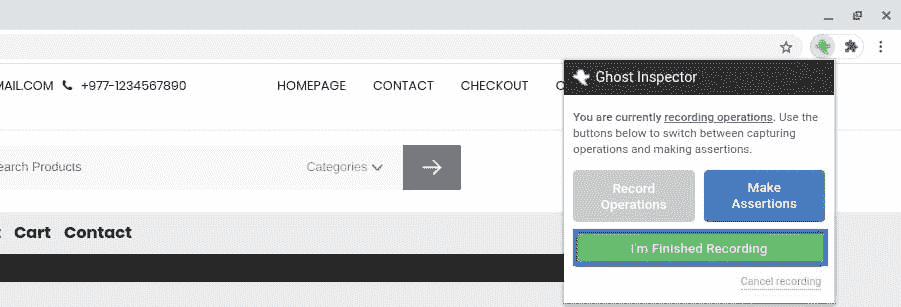 Ghost Inspector
MAIL.COM +977-1234567890 HOMEPAGE CONTACT CHECKOUT
You are currently recording operations. Use the
buttons below to switch between capturing
operations and making assertions.
earch Products Categories
Record
Operations
Make
Assertions
Cart Contact
I'm Finished Recording
Cancel recording